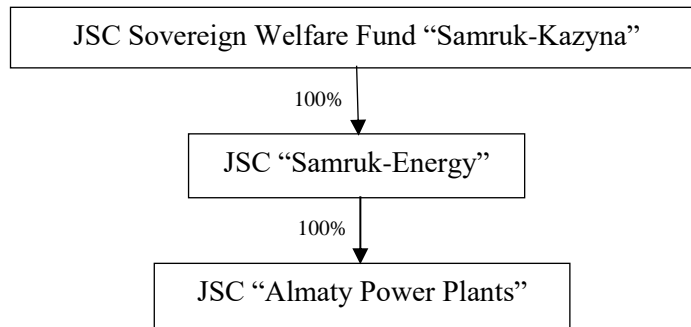 JSC Sovereign Welfare Fund “Samruk-Kazyna”
100%
JSC “Samruk-Energy”
100%
JSC “Almaty Power Plants”